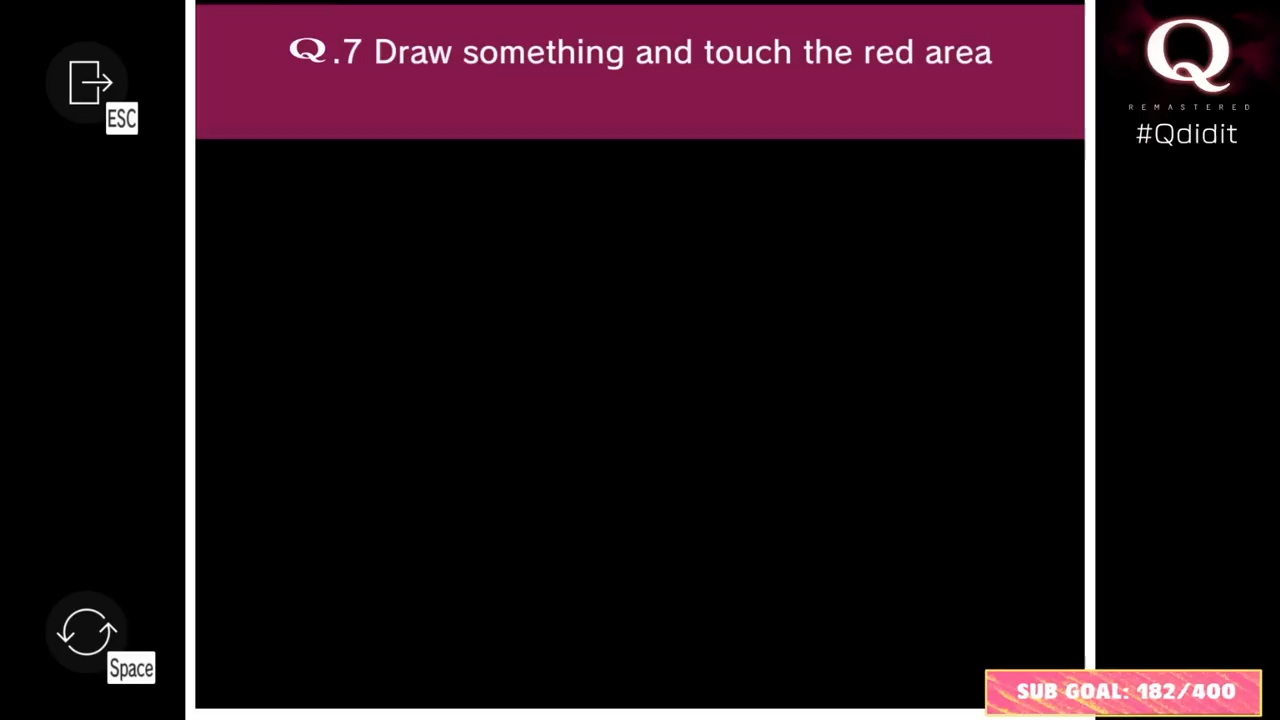 Q.7 Draw something and touch the red area
ESC
Q
REMASTERED
#Qdidit
Space
SUB GOAL: 182/400